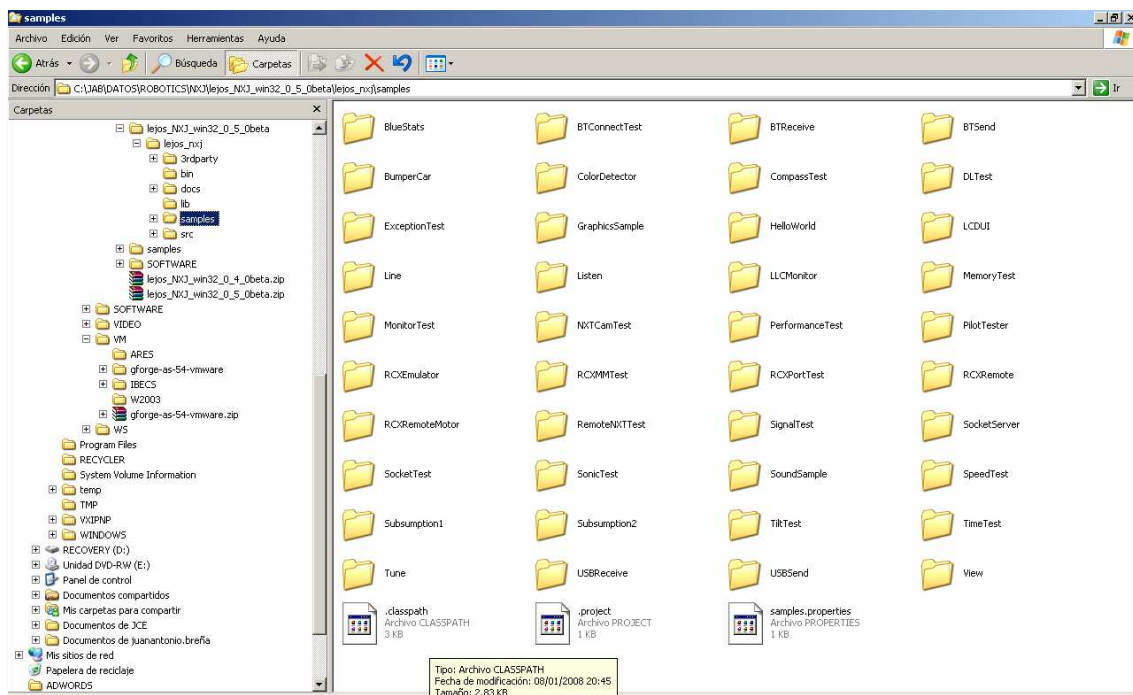 samples
Archivo Edición Ver Favoritos Herramientas Ayuda
Atrás Búsqueda Carpetas
Dirección C:\JAB\DATOS\ROBOTICS\NXJ\lejos_NXJ_win32_0_5_0beta\lejos_nxj\samples Ir
Carpetas
lejos_NXJ_win32_0_5_0beta
lejos_nxj
3rdparty
bin
docs
lib
samples
src
samples
SOFTWARE
lejos_NXJ_win32_0_4_0beta.zip
lejos_NXJ_win32_0_5_0beta.zip
SOFTWARE
VIDEO
VM
ARES
gforge-as-54-vmware
IBECS
W2003
gforge-as-54-vmware.zip
WS
Program Files
RECYCLER
System Volume Information
temp
TMP
VXIPNP
WINDOWS
RECOVERY (D:)
Unidad DVD-RW (E:)
Panel de control
Documentos compartidos
Mis carpetas para compartir
Documentos de JCE
Documentos de juanantonio.breña
Mis sitios de red
Papelera de reciclaje
ADWORDS
BlueStats BTConnectTest BTReceive BTSend
BumperCar ColorDetector CompassTest DLTest
ExceptionTest GraphicsSample HelloWorld LCDUI
Line Listen LLCMonitor MemoryTest
MonitorTest NXTCamTest PerformanceTest PilotTester
RCXEmulator RCXMMTest RCXPortTest RCXRemote
RCXRemoteMotor RemoteNXTTest SignalTest SocketServer
SocketTest SonicTest SoundSample SpeedTest
Subsumption1 Subsumption2 TiltTest TimeTest
Tune USBReceive USBSend View
.classpath .project samples.properties
Archivo CLASSPATH Archivo PROJECT Archivo PROPERTIES
3 KB 1 KB 1 KB
Tipo: Archivo CLASSPATH
Fecha de modificación: 08/01/2008 20:45
Tamaño: 2,83 KB